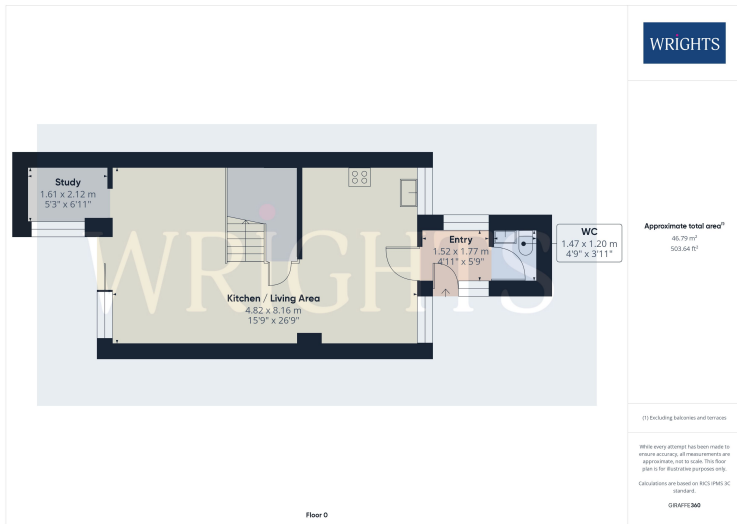 WRIGHTS
Study
1.61 x 2.12 m
5'3" x 6'11"
WRIGHTS
Entry
1.52 x 1.77 m
4'11" x 5'9"
WC
1.47 x 1.20 m
4'9" x 3'11"
Kitchen / Living Area
4.82 x 8.16 m
15'9" x 26'9"
Floor 0
Approximate total area⁽¹⁾
46.79 m²
503.64 ft²
(1) Excluding balconies and terraces
While every attempt has been made to
ensure accuracy, all measurements are
approximate, not to scale. This floor
plan is for illustrative purposes only.
Calculations are based on RICS IPMS 3C
standard.
GIRAFFE360